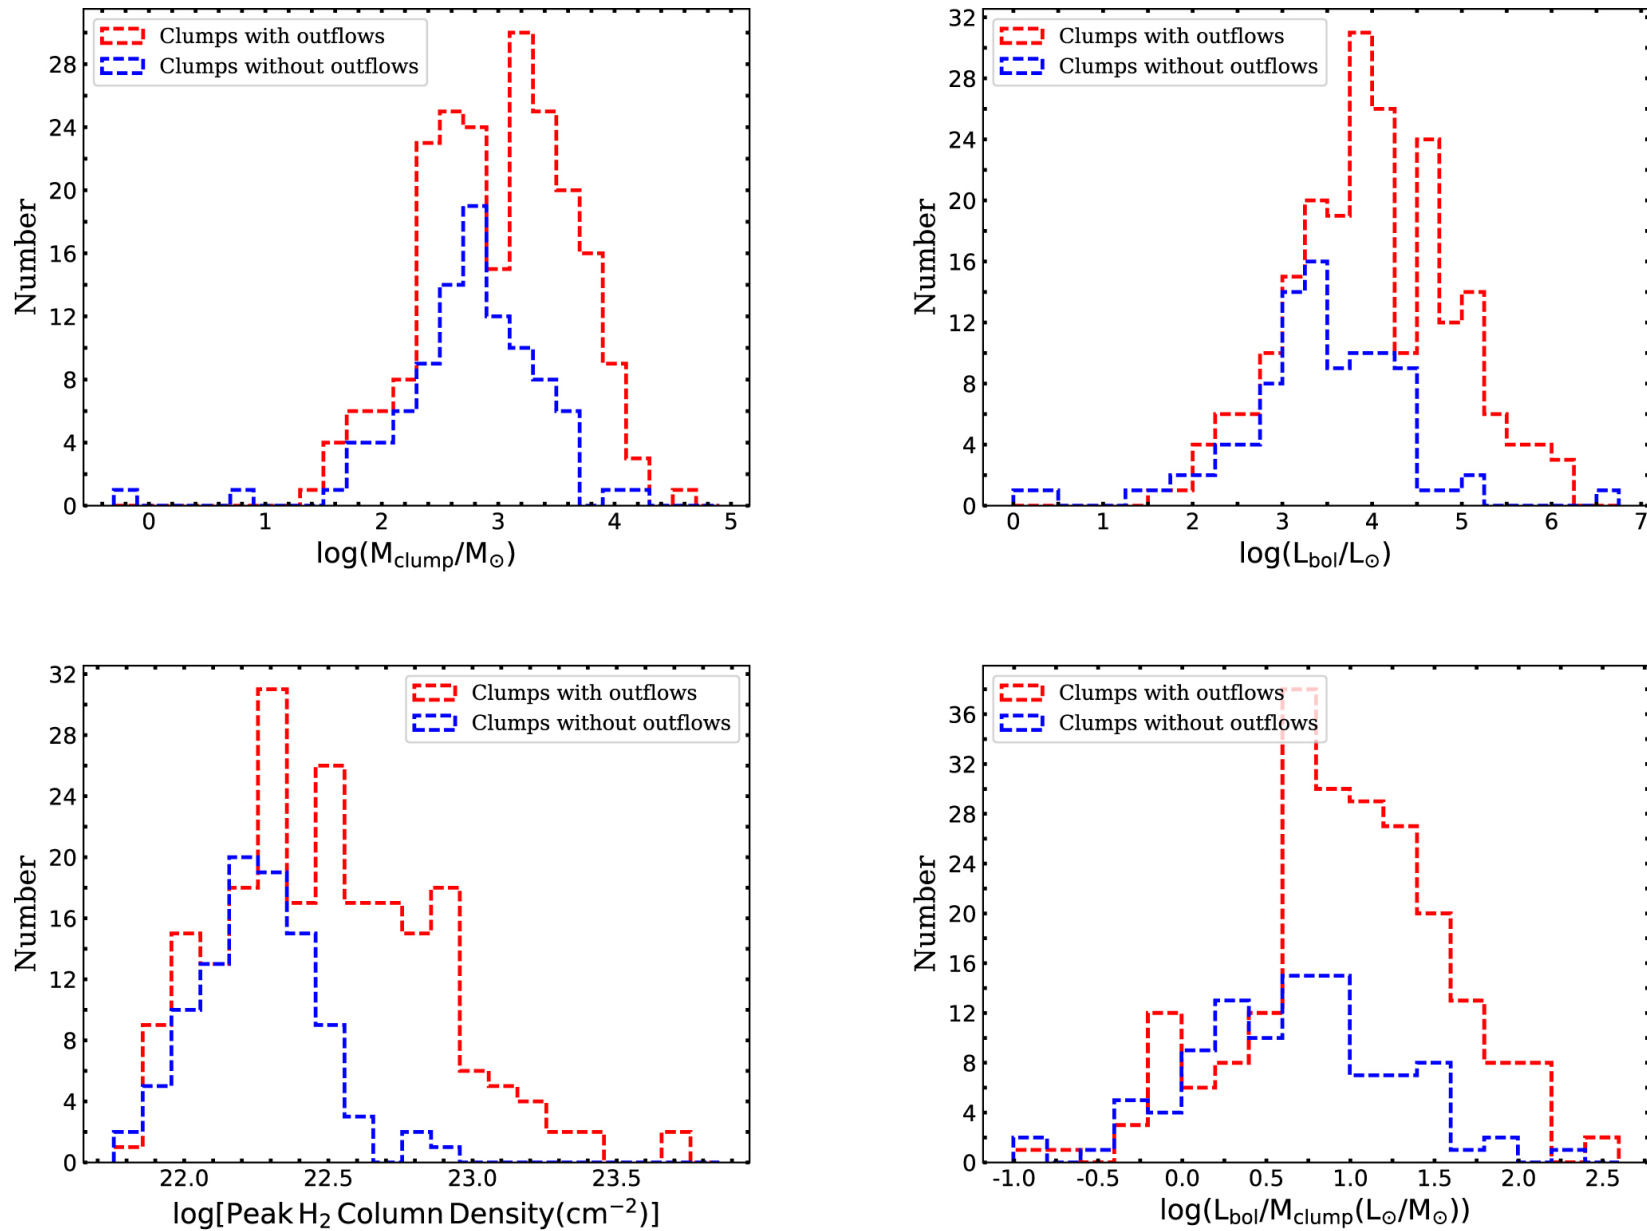 Clumps with outflows
Clumps without outflows
Number
0 4 8 12 16 20 24 28
0 1 2 3 4 5
log(M_clump/M_⊙)
Clumps with outflows
Clumps without outflows
Number
0 4 8 12 16 20 24 28 32
0 1 2 3 4 5 6 7
log(L_bol/L_⊙)
Clumps with outflows
Clumps without outflows
Number
0 4 8 12 16 20 24 28 32
22.0 22.5 23.0 23.5
log[Peak H₂ Column Density(cm⁻²)]
Clumps with outflows
Clumps without outflows
Number
0 4 8 12 16 20 24 28 32 36
-1.0 -0.5 0.0 0.5 1.0 1.5 2.0 2.5
log(L_bol/M_clump(L_⊙/M_⊙))